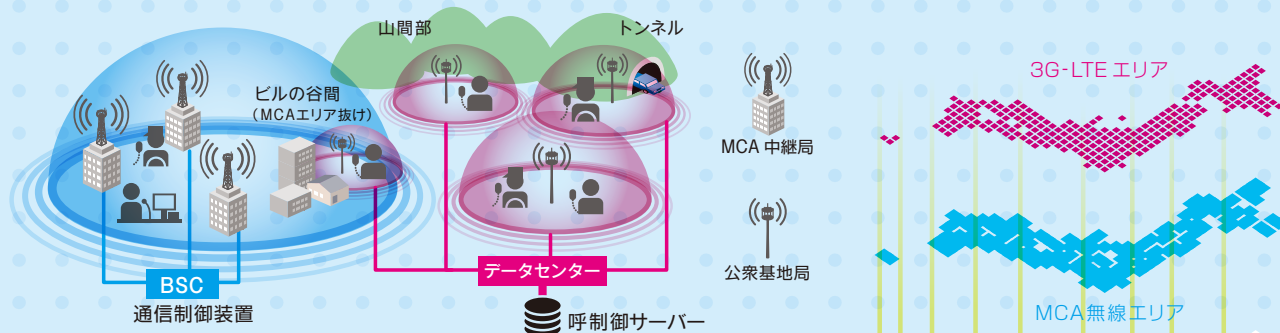 山間部
トンネル
ビルの谷間
（MCAエリア抜け）
BSC
通信制御装置
データセンター
呼制御サーバー
MCA 中継局
公衆基地局
3G-LTE エリア
MCA無線エリア